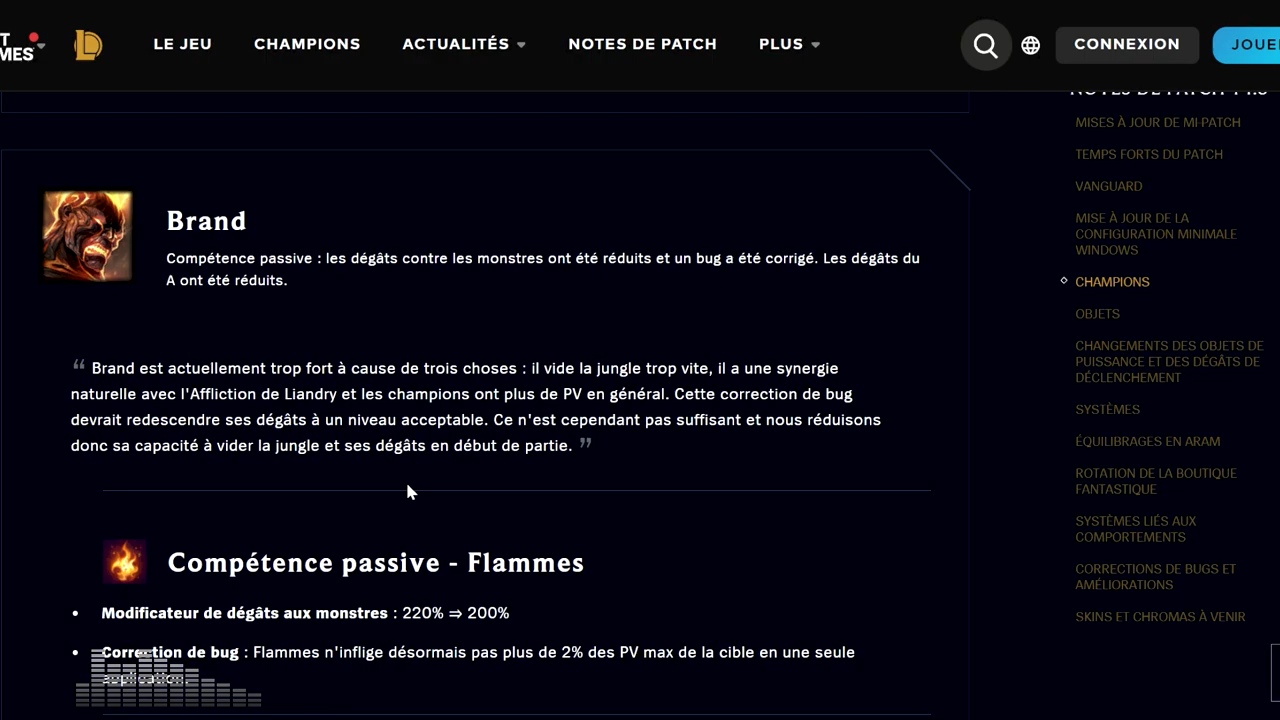 T
MES
LE JEU
CHAMPIONS
ACTUALITÉS
NOTES DE PATCH
PLUS
CONNEXION
JOUE
Brand
Compétence passive : les dégâts contre les monstres ont été réduits et un bug a été corrigé. Les dégâts du
A ont été réduits.
“ Brand est actuellement trop fort à cause de trois choses : il vide la jungle trop vite, il a une synergie
naturelle avec l'Affliction de Liandry et les champions ont plus de PV en général. Cette correction de bug
devrait redescendre ses dégâts à un niveau acceptable. Ce n'est cependant pas suffisant et nous réduisons
donc sa capacité à vider la jungle et ses dégâts en début de partie. ”
Compétence passive - Flammes
• Modificateur de dégâts aux monstres : 220% ⇒ 200%
• Correction de bug : Flammes n'inflige désormais pas plus de 2% des PV max de la cible en une seule
application.
NOTES DE PATCH
MISES À JOUR DE MI-PATCH
TEMPS FORTS DU PATCH
VANGUARD
MISE À JOUR DE LA
CONFIGURATION MINIMALE
WINDOWS
CHAMPIONS
OBJETS
CHANGEMENTS DES OBJETS DE
PUISSANCE ET DES DÉGÂTS DE
DÉCLENCHEMENT
SYSTÈMES
ÉQUILIBRAGES EN ARAM
ROTATION DE LA BOUTIQUE
FANTASTIQUE
SYSTÈMES LIÉS AUX
COMPORTEMENTS
CORRECTIONS DE BUGS ET
AMÉLIORATIONS
SKINS ET CHROMAS À VENIR